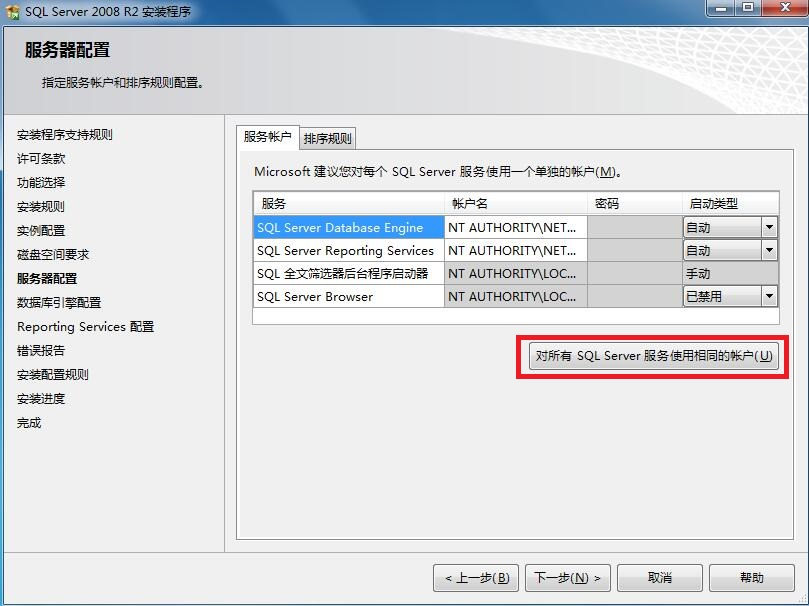 SQL Server 2008 R2 安装程序
服务器配置
指定服务帐户和排序规则配置。
安装程序支持规则
许可条款
功能选择
安装规则
实例配置
磁盘空间要求
服务器配置
数据库引擎配置
Reporting Services 配置
错误报告
安装配置规则
安装进度
完成
服务帐户 排序规则
Microsoft 建议您对每个 SQL Server 服务使用一个单独的帐户(M)。
服务 帐户名 密码 启动类型
SQL Server Database Engine NT AUTHORITY\NET... 自动
SQL Server Reporting Services NT AUTHORITY\NET... 自动
SQL 全文筛选器后台程序启动器 NT AUTHORITY\LOC... 手动
SQL Server Browser NT AUTHORITY\LOC... 已禁用
对所有 SQL Server 服务使用相同的帐户(U)
< 上一步(B) 下一步(N) > 取消 帮助